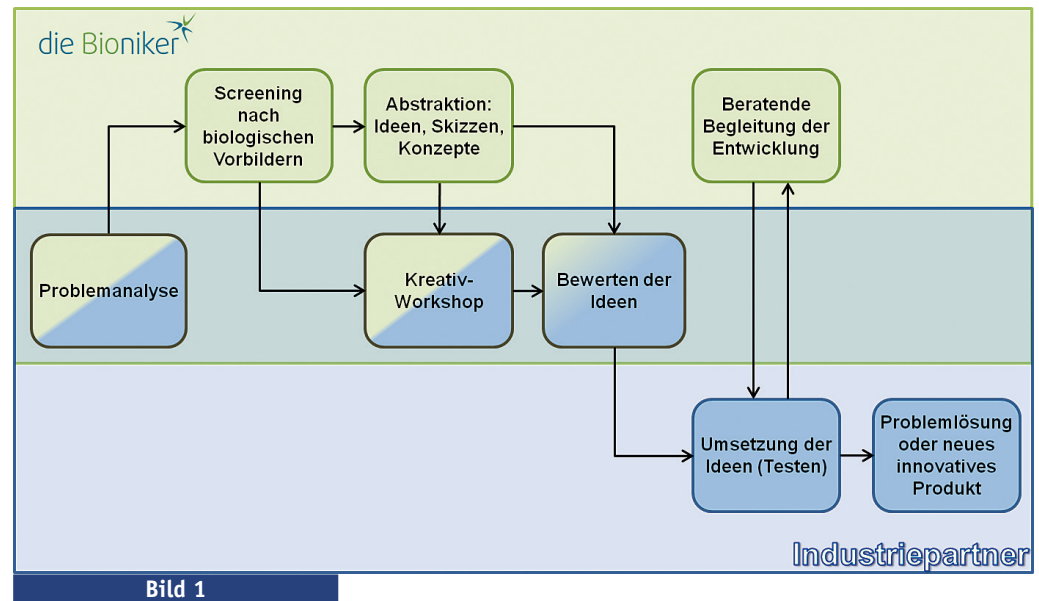 die Bioniker
Screening
nach
biologischen
Vorbildern
Abstraktion:
Ideen, Skizzen,
Konzepte
Beratende
Begleitung der
Entwicklung
Problemanalyse
Kreativ-
Workshop
Bewerten der
Ideen
Umsetzung der
Ideen (Testen)
Problemlösung
oder neues
innovatives
Produkt
Industriepartner
Bild 1